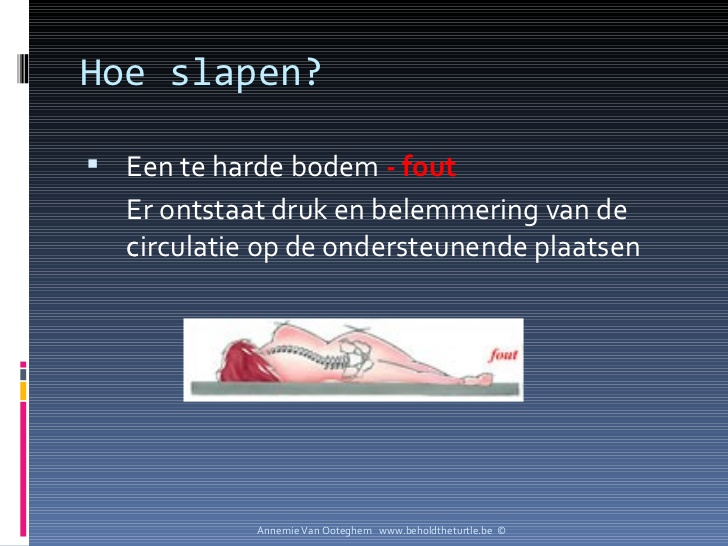 Hoe slapen?
Een te harde bodem - fout
Er ontstaat druk en belemmering van de
circulatie op de ondersteunende plaatsen
fout
Annemie Van Ooteghem www.beholdtheturtle.be ©